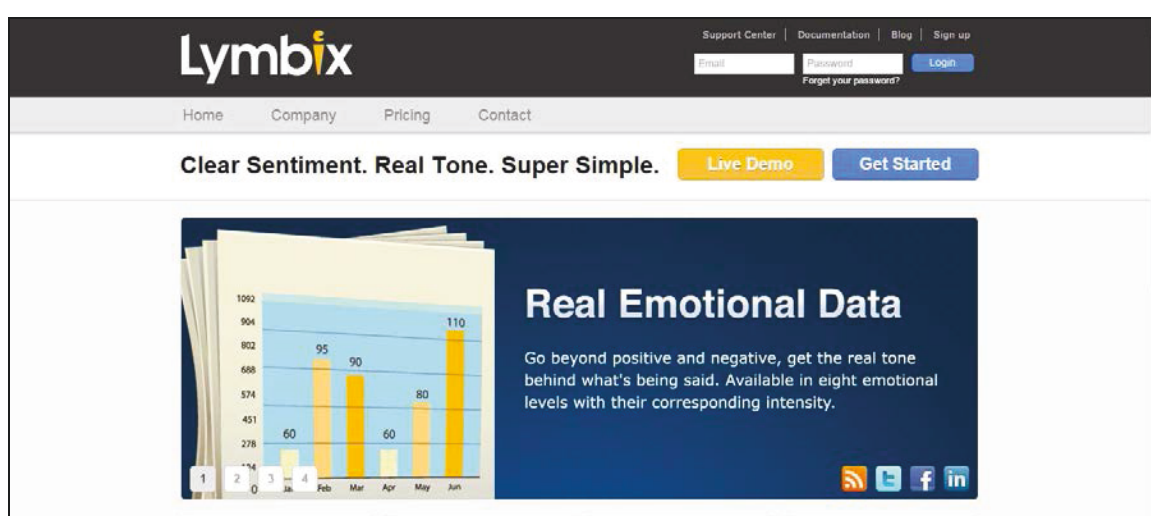 Lymbix
Support Center | Documentation | Blog | Sign up
Email Password Login
Forget your password?
Home Company Pricing Contact
Clear Sentiment. Real Tone. Super Simple. Live Demo Get Started
Real Emotional Data
Go beyond positive and negative, get the real tone
behind what's being said. Available in eight emotional
levels with their corresponding intensity.
1092
904
802
688
574
451
278
0
60
95
90
60
80
110
Feb Mar Apr May Jun
1 2 3 4
in